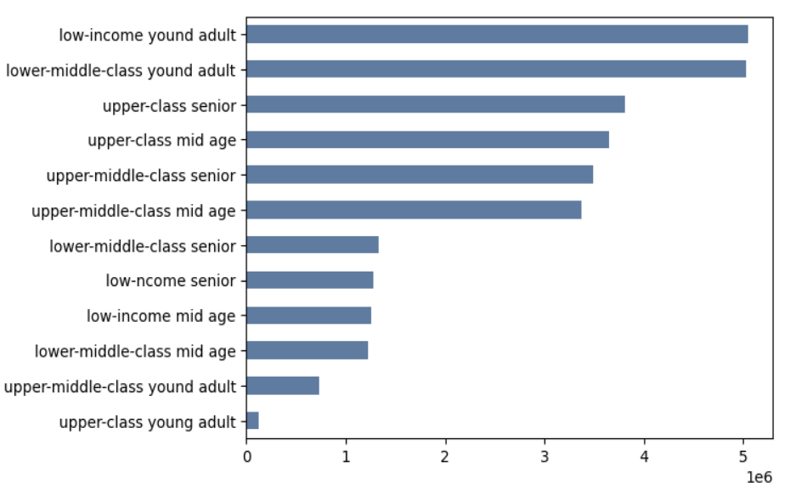 low-income yound adult
lower-middle-class yound adult
upper-class senior
upper-class mid age
upper-middle-class senior
upper-middle-class mid age
lower-middle-class senior
low-ncome senior
low-income mid age
lower-middle-class mid age
upper-middle-class yound adult
upper-class young adult
0 1 2 3 4 5
1e6